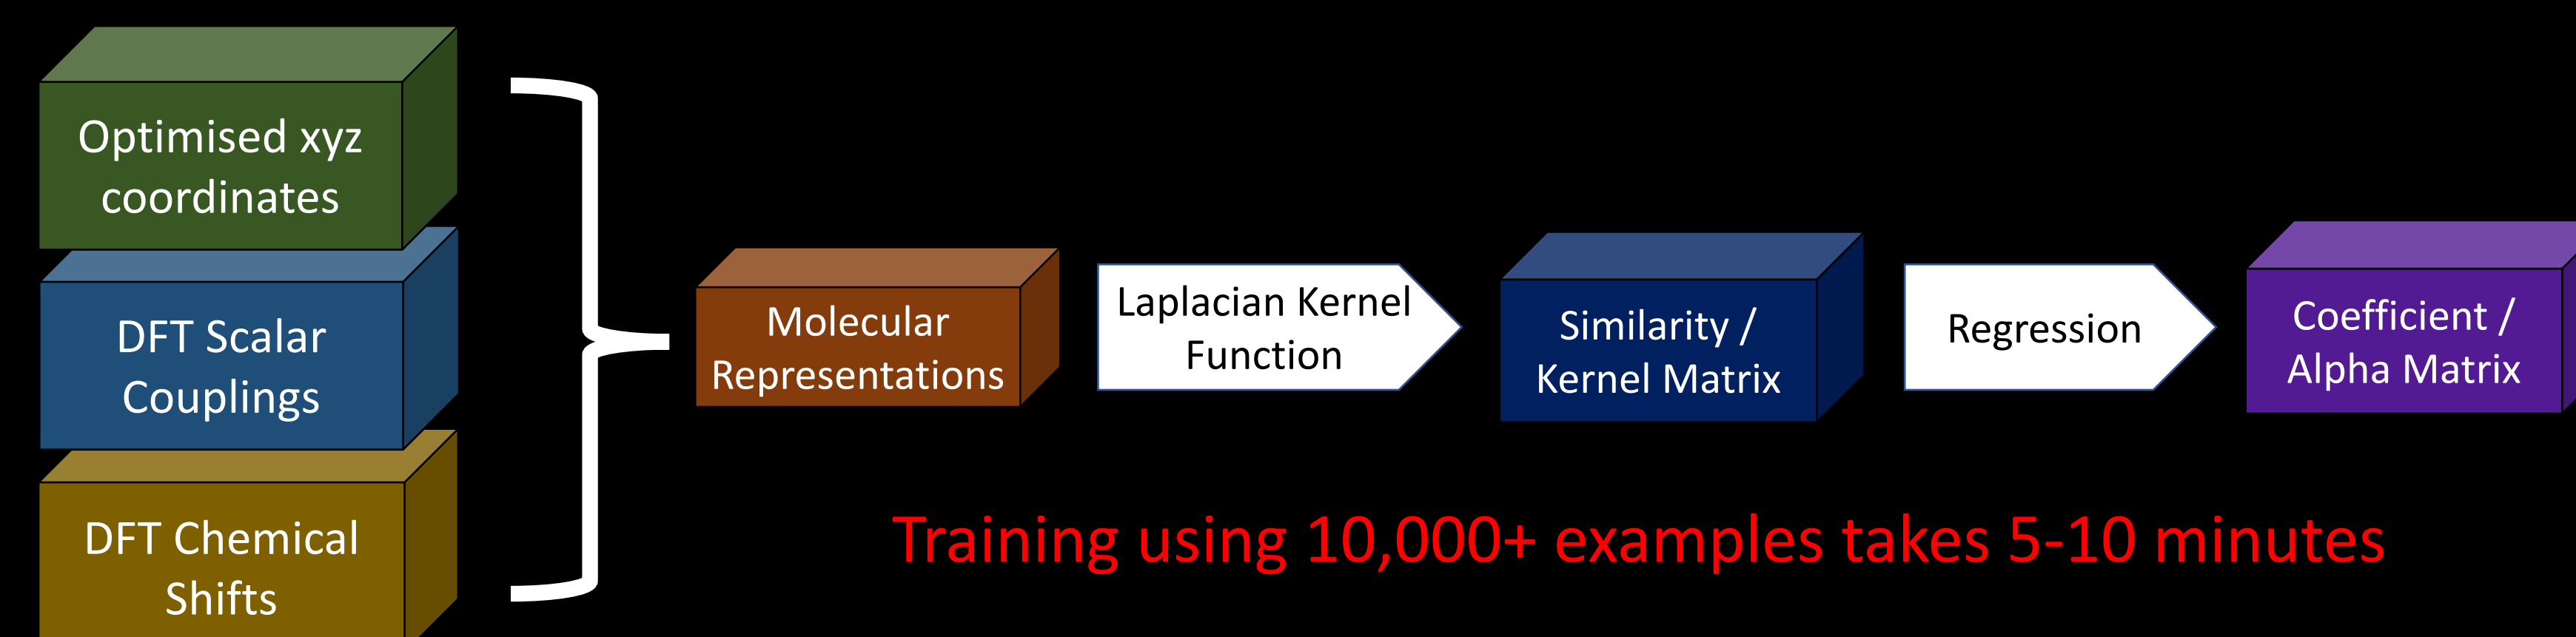 Optimised xyz
coordinates
DFT Scalar
Couplings
DFT Chemical
Shifts
Molecular
Representations
Laplacian Kernel
Function
Similarity /
Kernel Matrix
Regression
Coefficient /
Alpha Matrix
Training using 10,000+ examples takes 5-10 minutes